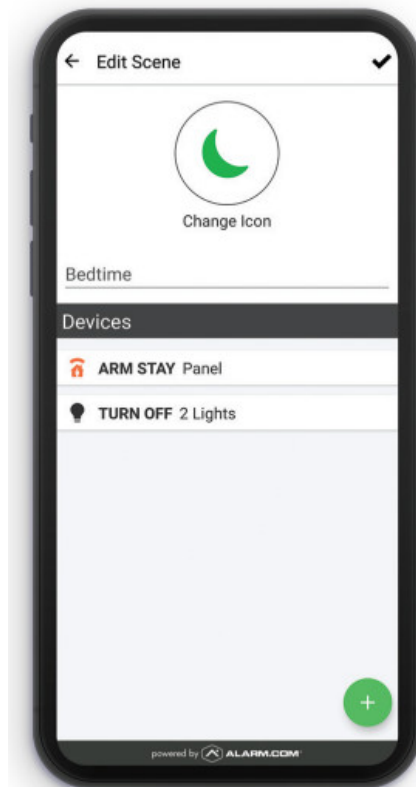 Edit Scene
Change Icon
Bedtime
Devices
ARM STAY Panel
TURN OFF 2 Lights
powered by ALARM.COM